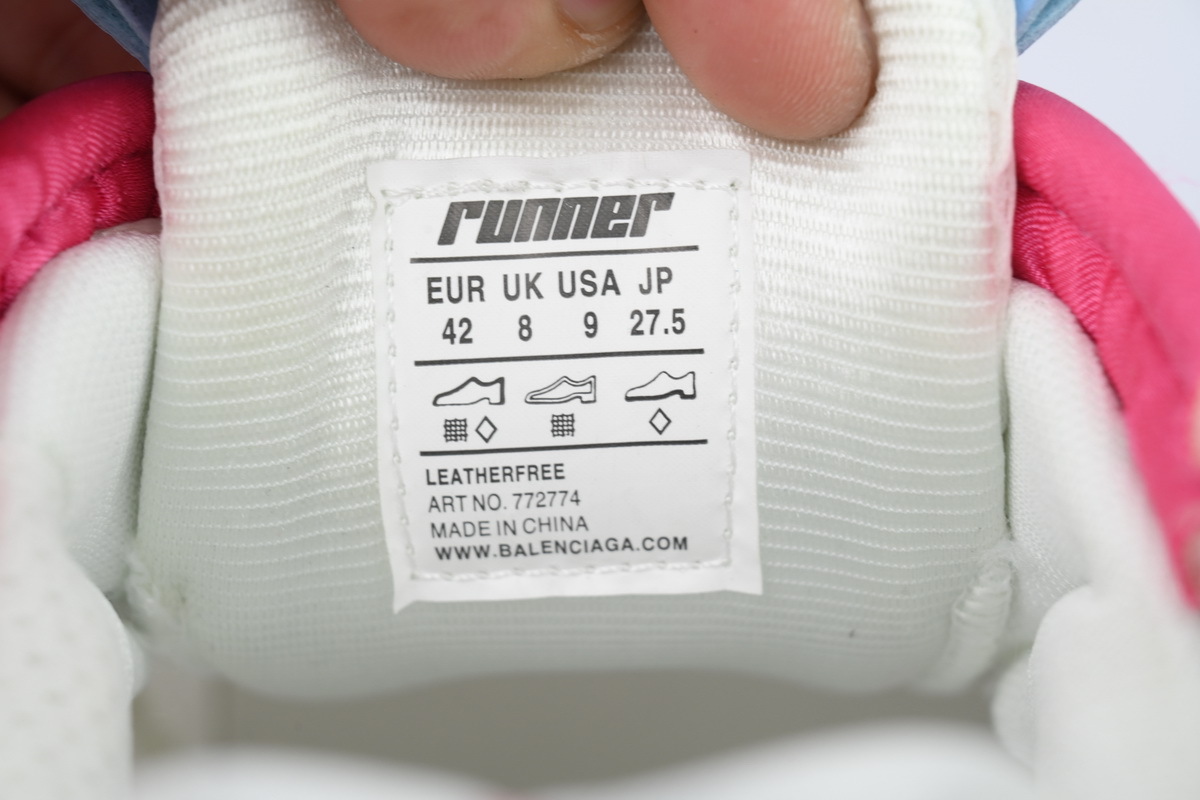 runner
EUR UK USA JP
42 8 9 27.5
LEATHERFREE
ART NO. 772774
MADE IN CHINA
WWW.BALENCIAGA.COM